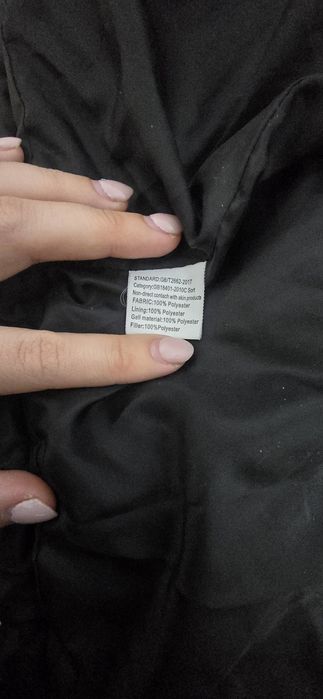 STANDARD:GB/T2662-2017
Category:GB18401-2010C Sort
Non-direct contach with skin products
FABRIC:100% Polyester
Lining:100% Polyester
Gall material:100% Polyester
Filler:100%Polyester